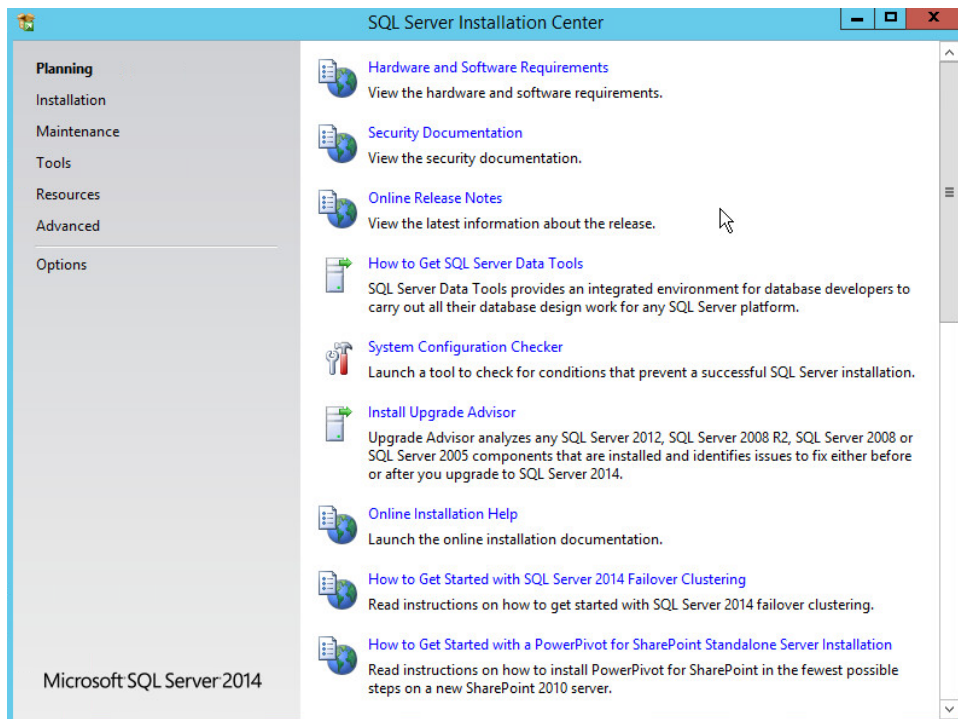 SQL Server Installation Center
Planning
Installation
Maintenance
Tools
Resources
Advanced
Options
Microsoft SQL Server 2014
Hardware and Software Requirements
View the hardware and software requirements.
Security Documentation
View the security documentation.
Online Release Notes
View the latest information about the release.
How to Get SQL Server Data Tools
SQL Server Data Tools provides an integrated environment for database developers to
carry out all their database design work for any SQL Server platform.
System Configuration Checker
Launch a tool to check for conditions that prevent a successful SQL Server installation.
Install Upgrade Advisor
Upgrade Advisor analyzes any SQL Server 2012, SQL Server 2008 R2, SQL Server 2008 or
SQL Server 2005 components that are installed and identifies issues to fix either before
or after you upgrade to SQL Server 2014.
Online Installation Help
Launch the online installation documentation.
How to Get Started with SQL Server 2014 Failover Clustering
Read instructions on how to get started with SQL Server 2014 failover clustering.
How to Get Started with a PowerPivot for SharePoint Standalone Server Installation
Read instructions on how to install PowerPivot for SharePoint in the fewest possible
steps on a new SharePoint 2010 server.